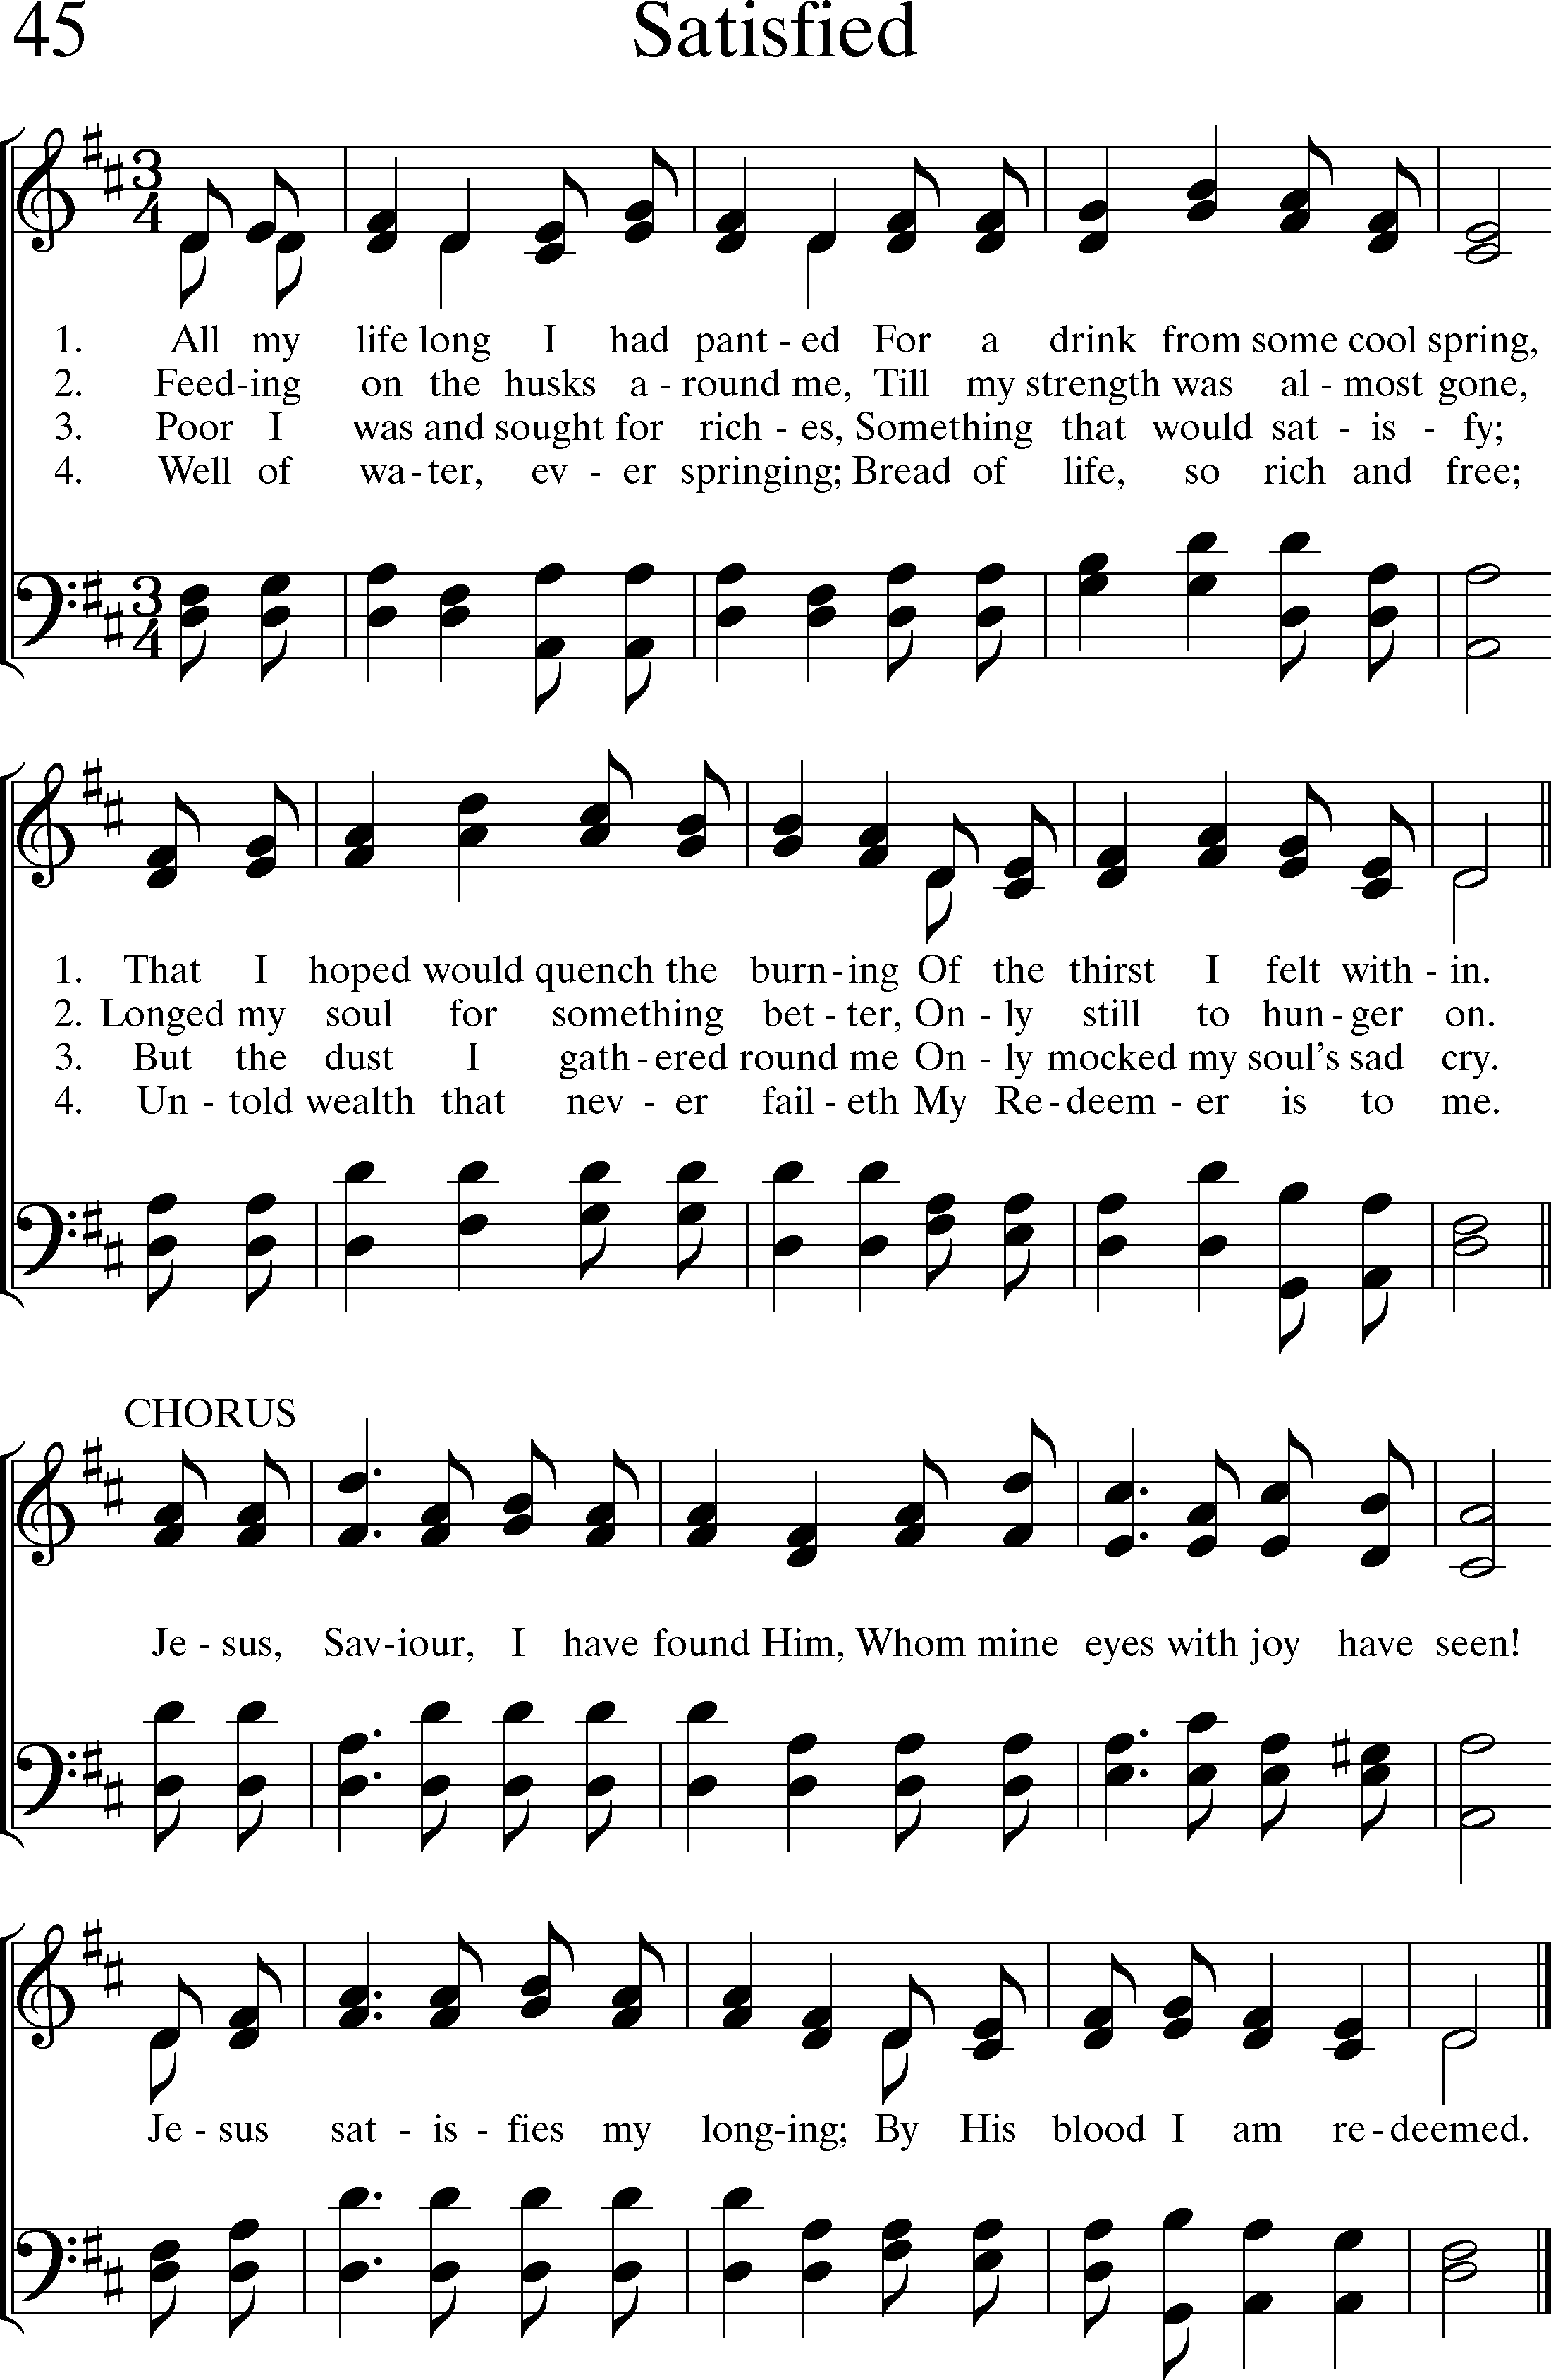 45 Satisfied
1. All my life long I had pant - ed For a drink from some cool spring,
2. Feed - ing on the husks a - round me, Till my strength was al - most gone,
3. Poor I was and sought for rich - es, Something that would sat - is - fy;
4. Well of wa - ter, ev - er springing; Bread of life, so rich and free;
1. That I hoped would quench the burn - ing Of the thirst I felt with - in.
2. Longed my soul for something bet - ter, On - ly still to hun - ger on.
3. But the dust I gath - ered round me On - ly mocked my soul's sad cry.
4. Un - told wealth that nev - er fail - eth My Re - deem - er is to me.
CHORUS
Je - sus, Sav - iour, I have found Him, Whom mine eyes with joy have seen!
Je - sus sat - is - fies my long - ing; By His blood I am re - deemed.